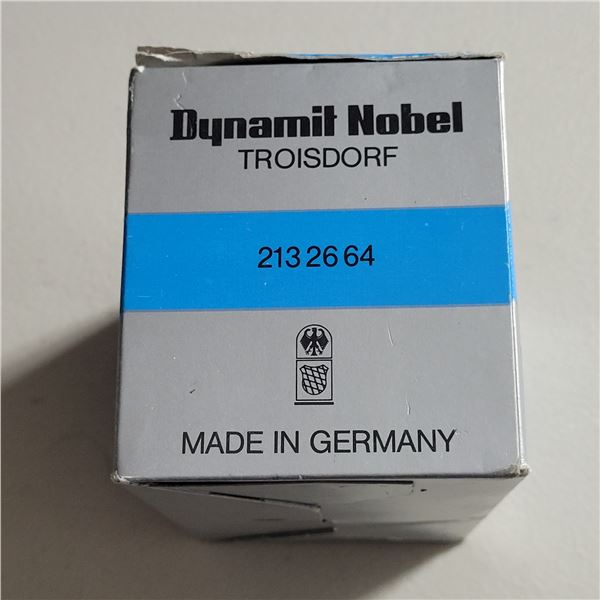 Dynamit Nobel
TROISDORF
213 26 64
MADE IN GERMANY